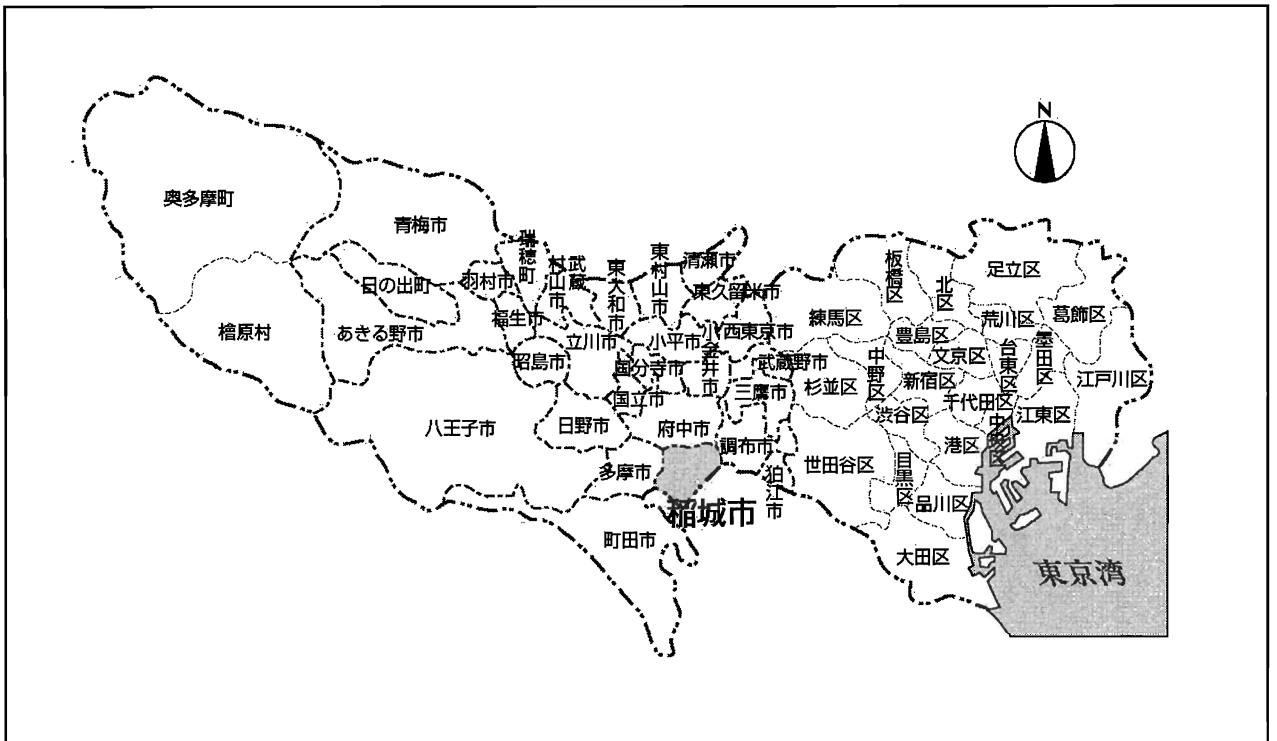 N
奥多摩町
青梅市
瑞穂町
羽村市
日の出町
檜原村
あきる野市
福生市
武蔵
村山市
東大和市
東村山市
清瀬市
東久留米市
昭島市
立川市
小平市
小金井市
西東京市
国分寺市
国立市
武蔵野市
三鷹市
八王子市
日野市
府中市
調布市
多摩市
稲城市
狛江市
町田市
練馬区
板橋区
北区
足立区
葛飾区
荒川区
豊島区
文京区
台東区
墨田区
江戸川区
杉並区
中野区
新宿区
千代田区
渋谷区
中央区
江東区
港区
世田谷区
目黒区
品川区
大田区
東京湾